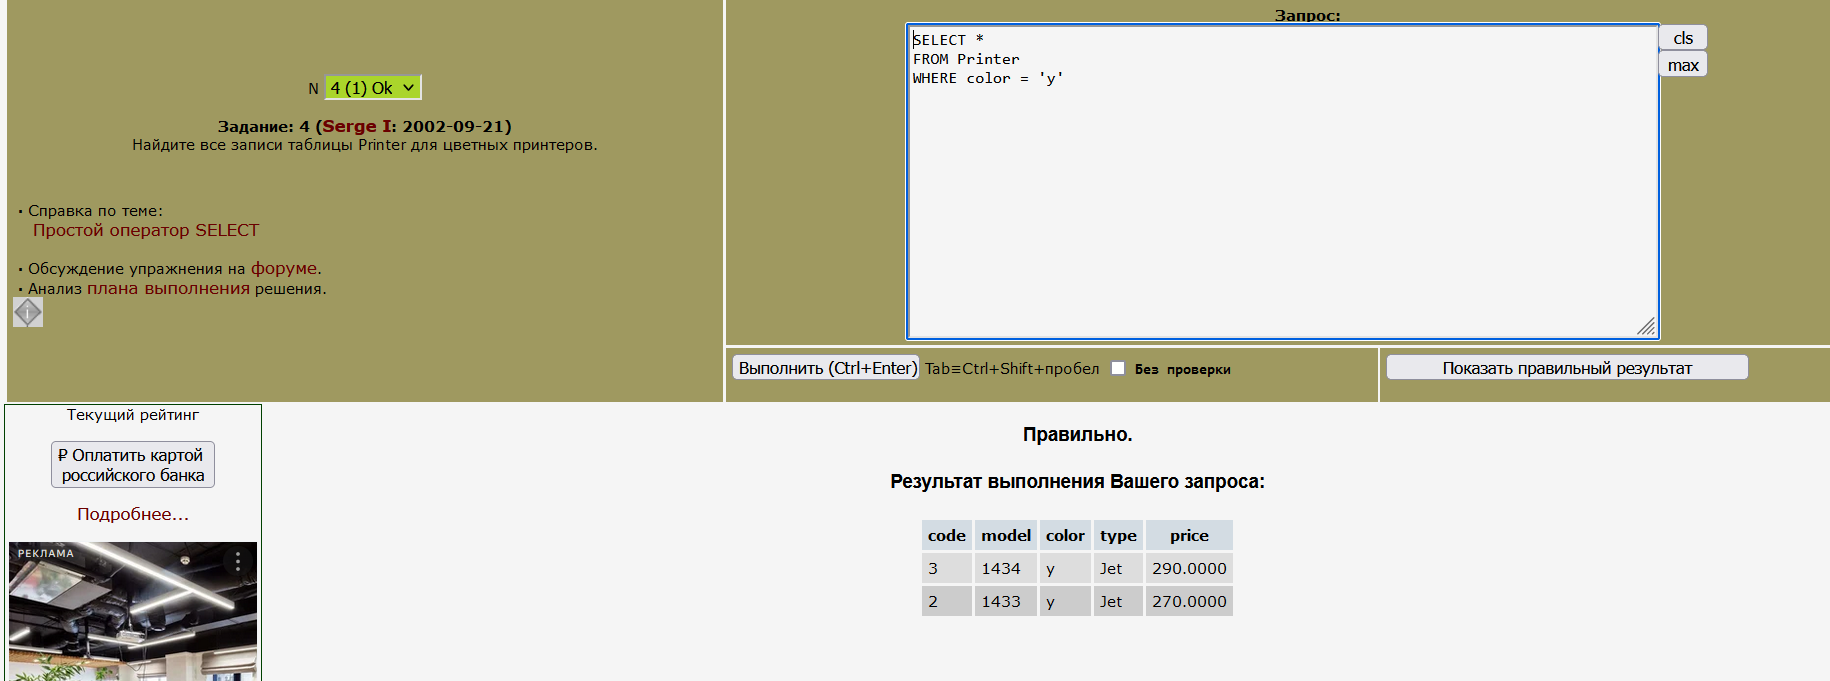 N 4 (1) Ok
Задание: 4 (Serge I: 2002-09-21)
Найдите все записи таблицы Printer для цветных принтеров.
• Справка по теме:
Простой оператор SELECT
• Обсуждение упражнения на форуме.
• Анализ плана выполнения решения.
i
Запрос:
SELECT *
FROM Printer
WHERE color = 'y'
cls
max
Выполнить (Ctrl+Enter) Tab≡Ctrl+Shift+пробел Без проверки
Показать правильный результат
Текущий рейтинг
₽ Оплатить картой
российского банка
Подробнее...
РЕКЛАМА
Правильно.
Результат выполнения Вашего запроса:
code model color type price
3 1434 y Jet 290.0000
2 1433 y Jet 270.0000